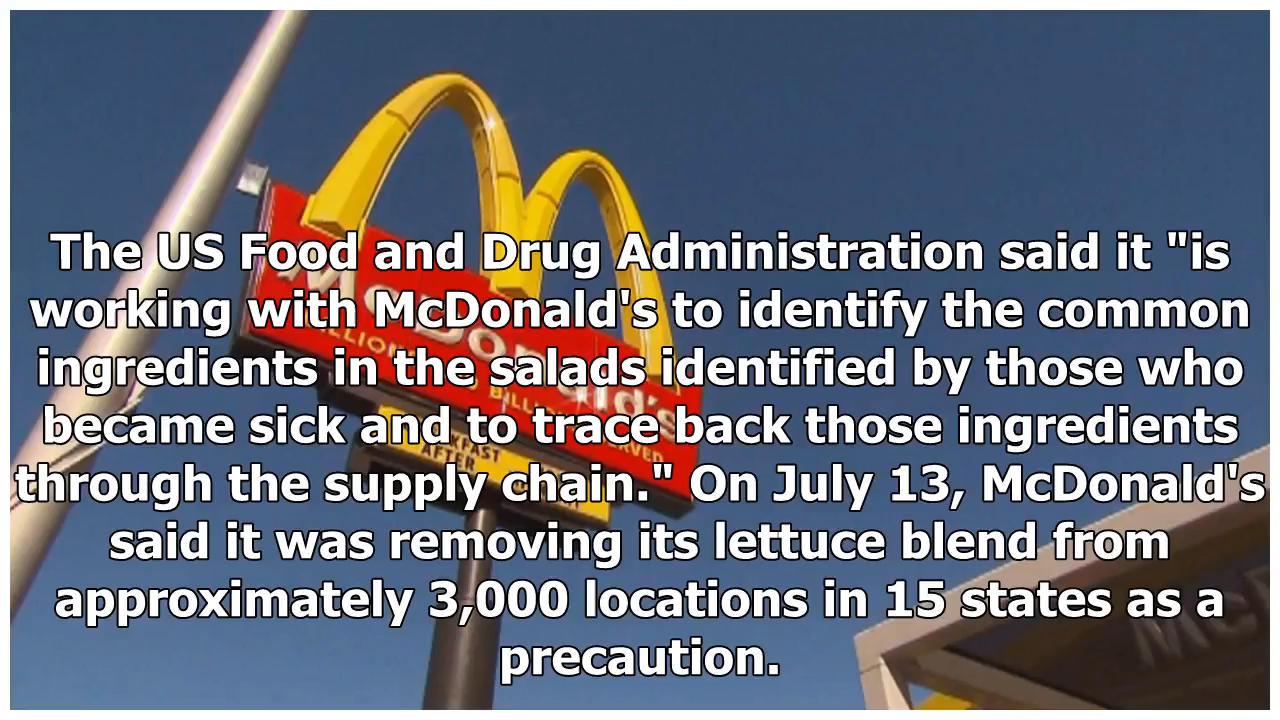 The US Food and Drug Administration said it "is
working with McDonald's to identify the common
ingredients in the salads identified by those who
became sick and to trace back those ingredients
through the supply chain." On July 13, McDonald's
said it was removing its lettuce blend from
approximately 3,000 locations in 15 states as a
precaution.
McDonald's
AFTER